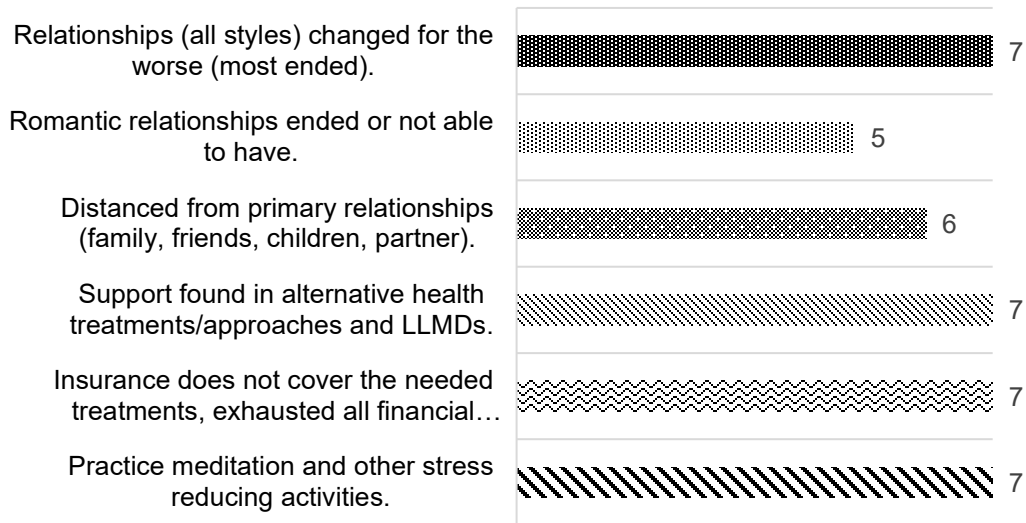 Relationships (all styles) changed for the
worse (most ended).
7
Romantic relationships ended or not able
to have.
5
Distanced from primary relationships
(family, friends, children, partner).
6
Support found in alternative health
treatments/approaches and LLMDs.
7
Insurance does not cover the needed
treatments, exhausted all financial…
7
Practice meditation and other stress
reducing activities.
7